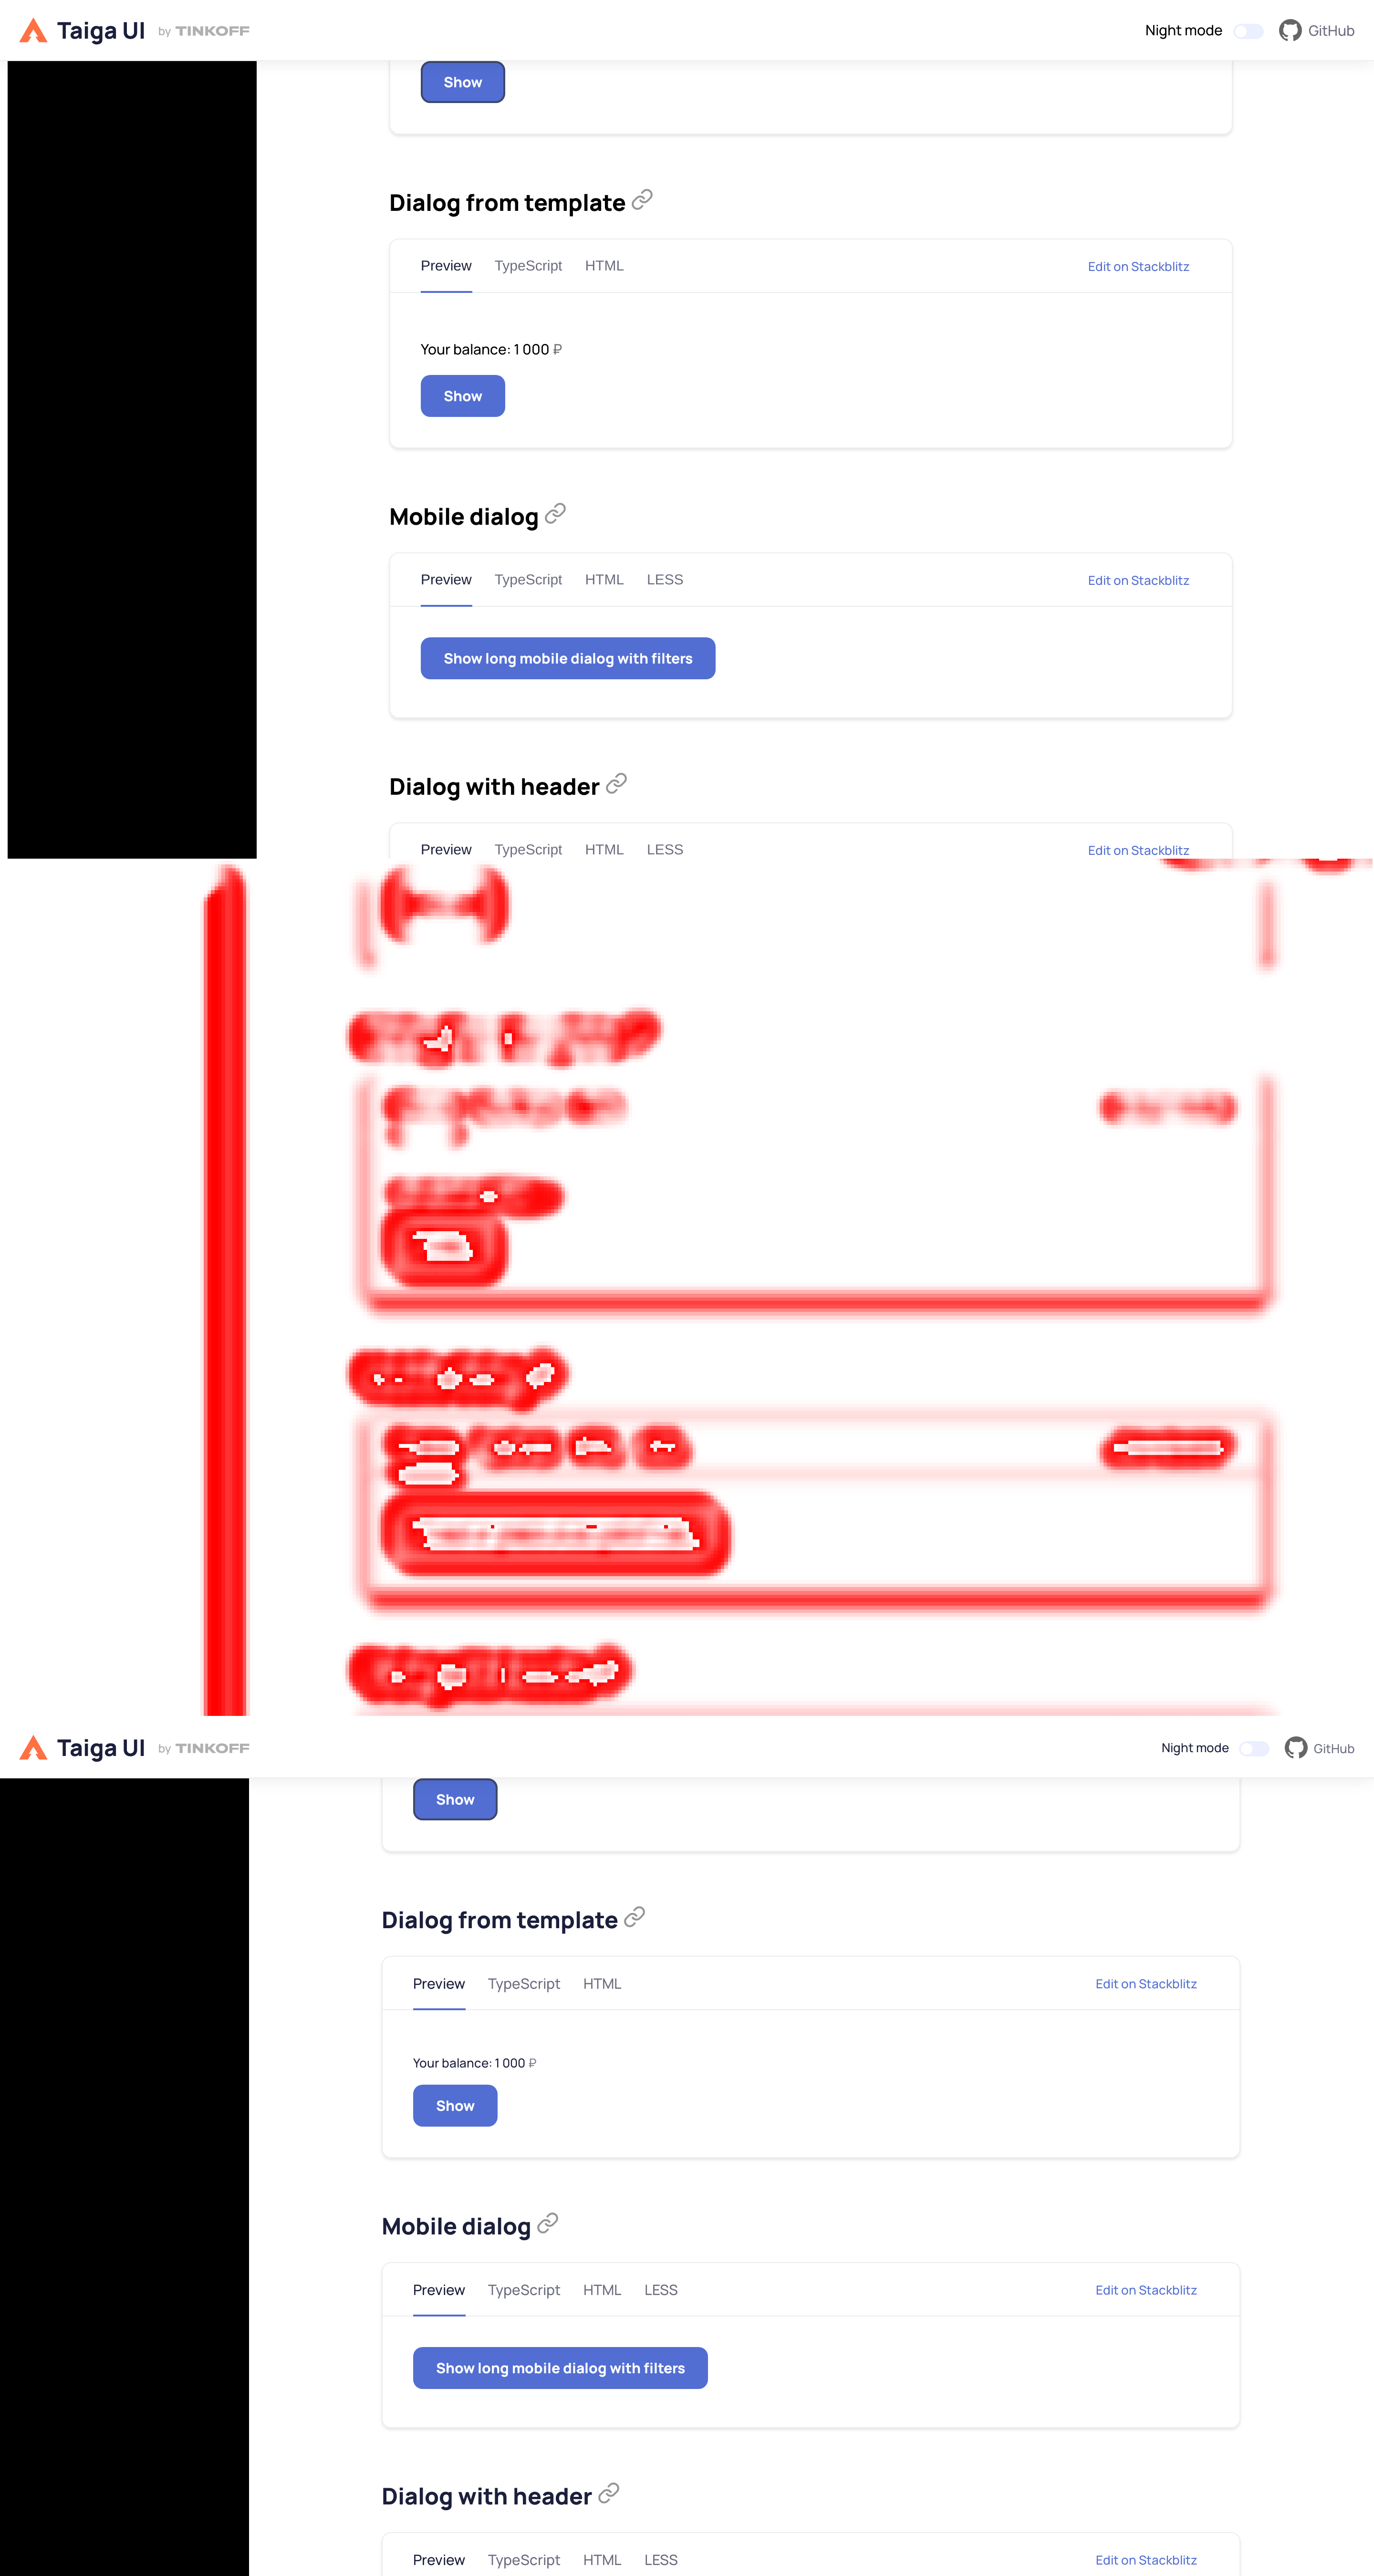 Taiga UI by TINKOFF Night mode GitHub
Show
Dialog from template
Preview TypeScript HTML Edit on Stackblitz
Your balance: 1 000 ₽
Show
Mobile dialog
Preview TypeScript HTML LESS Edit on Stackblitz
Show long mobile dialog with filters
Dialog with header
Preview TypeScript HTML LESS Edit on Stackblitz
Taiga UI by TINKOFF Night mode GitHub
Show
Dialog from template
Preview TypeScript HTML Edit on Stackblitz
Your balance: 1 000 ₽
Show
Mobile dialog
Preview TypeScript HTML LESS Edit on Stackblitz
Show long mobile dialog with filters
Dialog with header
Preview TypeScript HTML LESS Edit on Stackblitz